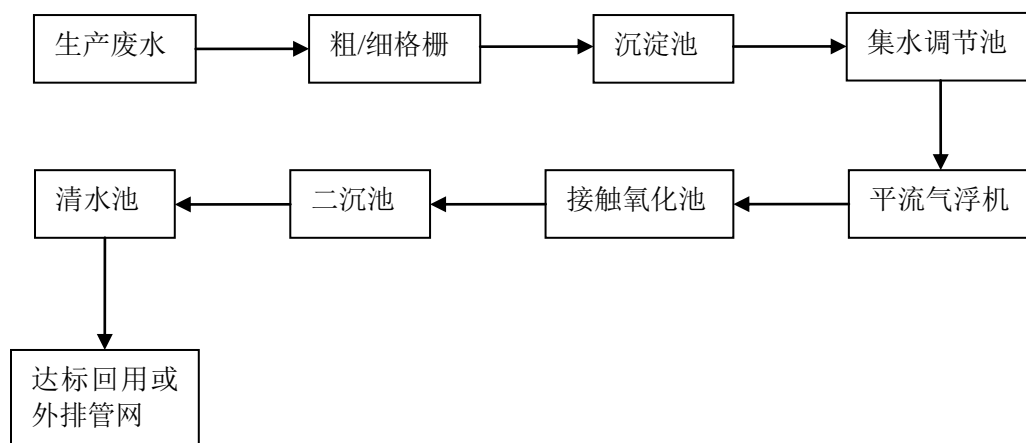 生产废水
粗/细格栅
沉淀池
集水调节池
平流气浮机
接触氧化池
二沉池
清水池
达标回用或
外排管网